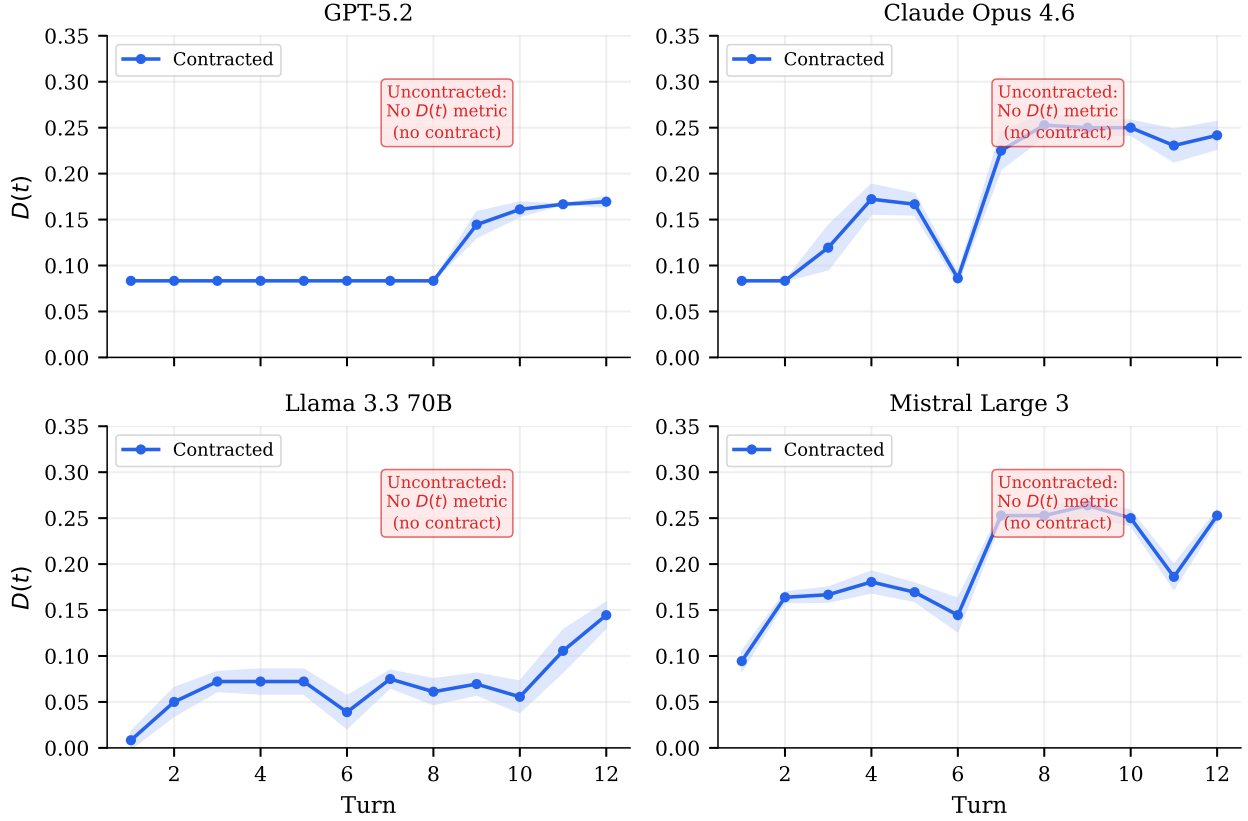 GPT-5.2
Claude Opus 4.6
0.35
0.30
0.25
0.20
0.15
0.10
0.05
0.00
D(t)
Contracted
Uncontracted:
No D(t) metric
(no contract)
0.35
0.30
0.25
0.20
0.15
0.10
0.05
0.00
Contracted
Uncontracted:
No D(t) metric
(no contract)
Llama 3.3 70B
Mistral Large 3
0.35
0.30
0.25
0.20
0.15
0.10
0.05
0.00
D(t)
Contracted
Uncontracted:
No D(t) metric
(no contract)
2 4 6 8 10 12
Turn
0.35
0.30
0.25
0.20
0.15
0.10
0.05
0.00
Contracted
Uncontracted:
No D(t) metric
(no contract)
2 4 6 8 10 12
Turn